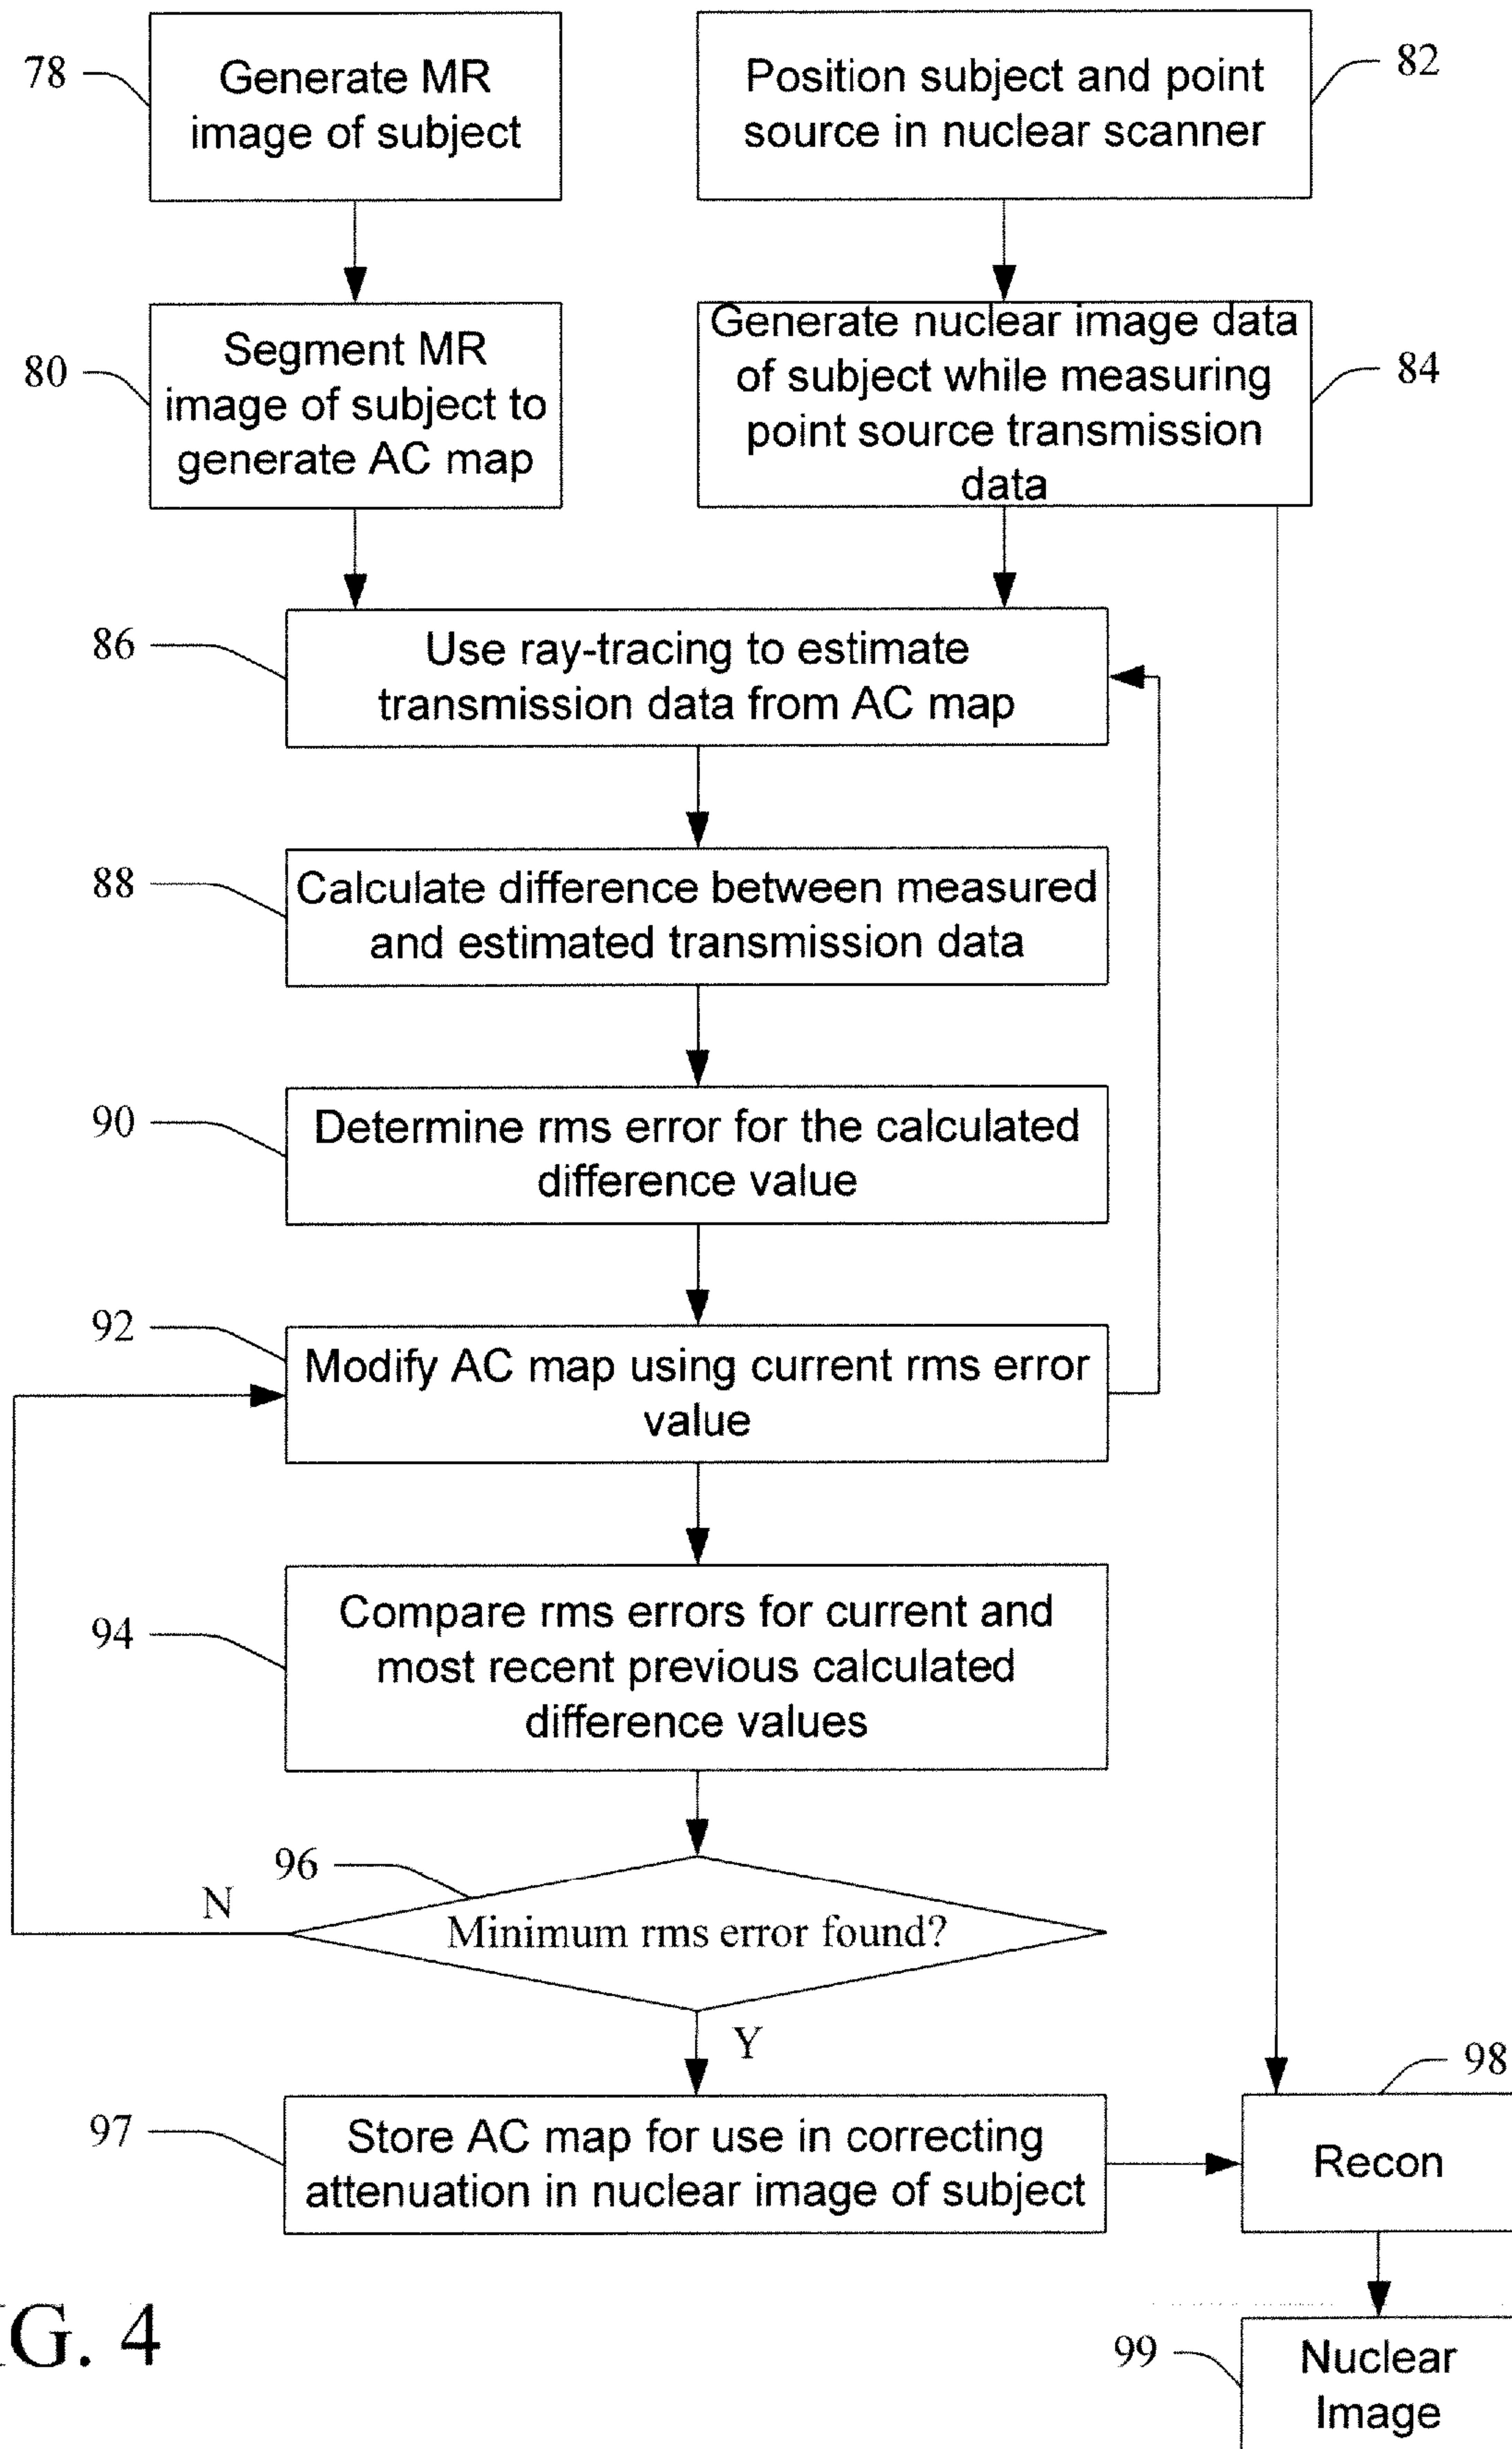 78
Generate MR
image of subject
Position subject and point
source in nuclear scanner
82
80
Segment MR
image of subject to
generate AC map
Generate nuclear image data
of subject while measuring
point source transmission
data
84
86
Use ray-tracing to estimate
transmission data from AC map
88
Calculate difference between measured
and estimated transmission data
90
Determine rms error for the calculated
difference value
92
Modify AC map using current rms error
value
94
Compare rms errors for current and
most recent previous calculated
difference values
96
N
Minimum rms error found?
Y
97
Store AC map for use in correcting
attenuation in nuclear image of subject
98
Recon
99
Nuclear
Image
G. 4